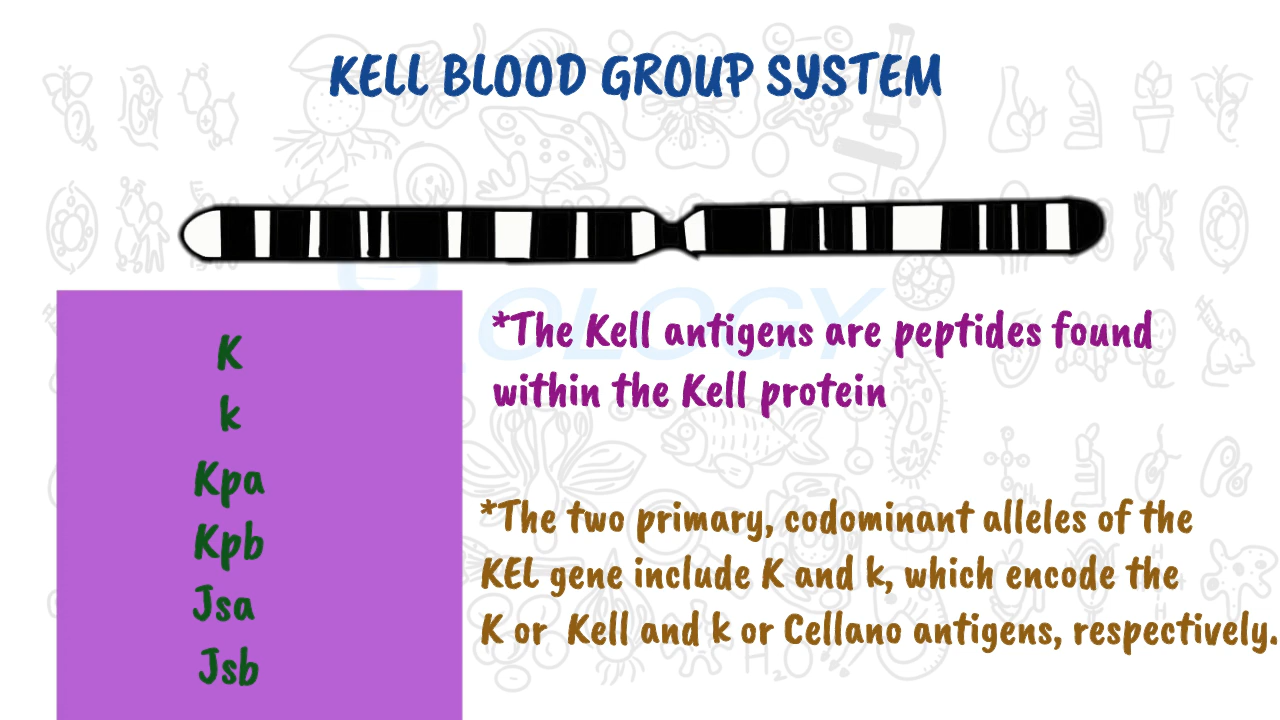 KELL BLOOD GROUP SYSTEM
OLOGY
K
k
Kpa
Kpb
Jsa
Jsb
*The Kell antigens are peptides found
within the Kell protein
*The two primary, codominant alleles of the
KEL gene include K and k, which encode the
K or Kell and k or Cellano antigens, respectively.
H₂O